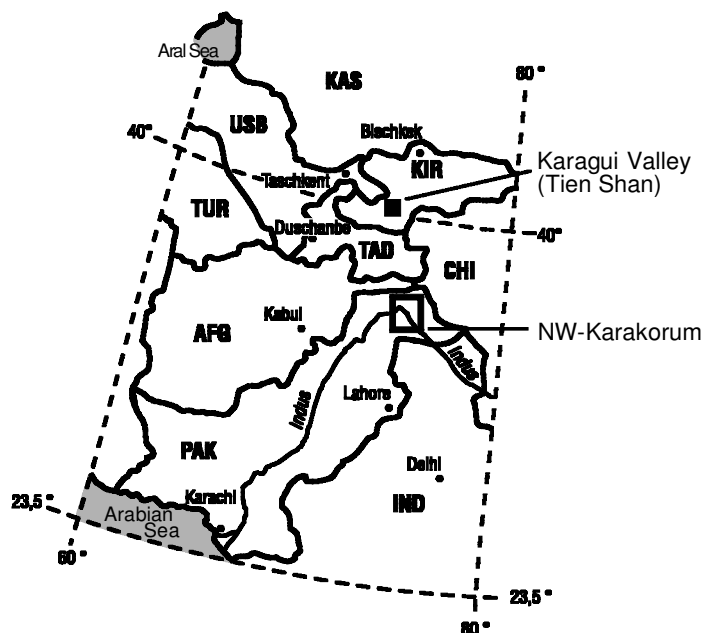 Aral Sea
KAS
80°
USB
40°
Bischkek
KIR
Karagui Valley
(Tien Shan)
Taschkent
TUR
Duschanbe
40°
TAD
CHI
Kabul
AFG
NW-Karakorum
Indus
Indus
Lahore
PAK
Delhi
23,5°
Karachi
IND
Arabian
Sea
60°
23,5°
80°